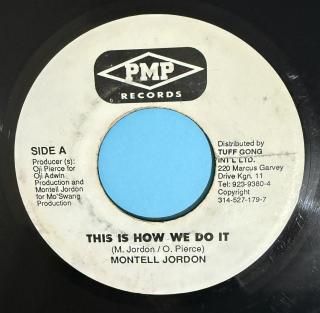 PMP
RECORDS
SIDE A
Producer (s):
Oji Pierce for
Oji Adwin
Production and
Montell Jordon
for Mo'Swang
Production
Distributed by
TUFF GONG
INT'L LTD.
220 Marcus Garvey
Drive Kgn. 11
Tel: 923-9380-4
Copyright
314-527-179-7
THIS IS HOW WE DO IT
(M. Jordon / O. Pierce)
MONTELL JORDON